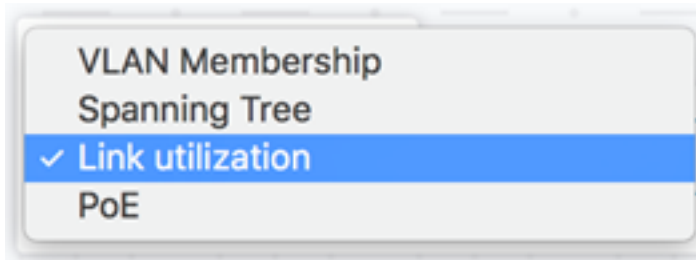 VLAN Membership
Spanning Tree
✓ Link utilization
PoE